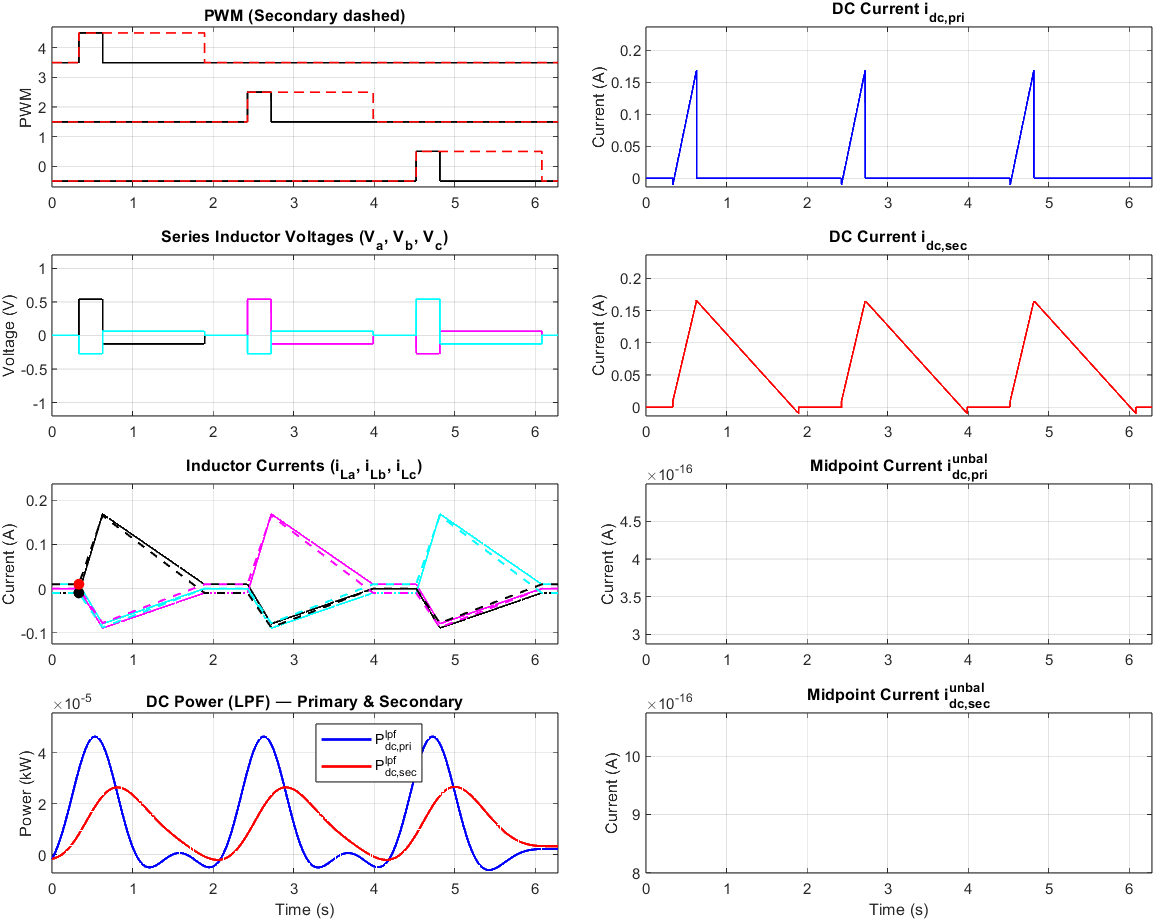 PWM (Secondary dashed)
4
3
2
1
0
PWM
0 1 2 3 4 5 6
DC Current i_dc,pri
0.2
0.15
0.1
0.05
0
Current (A)
0 1 2 3 4 5 6
Series Inductor Voltages (V_a, V_b, V_c)
1
0.5
0
-0.5
-1
Voltage (V)
0 1 2 3 4 5 6
DC Current i_dc,sec
0.2
0.15
0.1
0.05
0
Current (A)
0 1 2 3 4 5 6
Inductor Currents (i_La, i_Lb, i_Lc)
0.2
0.1
0
-0.1
Current (A)
0 1 2 3 4 5 6
Midpoint Current i_dc,pri^unbal
×10^-16
4.5
3.5
3
Current (A)
0 1 2 3 4 5 6
DC Power (LPF) — Primary & Secondary
×10^-5
4
2
0
Power (kW)
P_dc,pri^lpf
P_dc,sec^lpf
0 1 2 3 4 5 6
Time (s)
Midpoint Current i_dc,sec^unbal
×10^-16
10
9
8
Current (A)
0 1 2 3 4 5 6
Time (s)